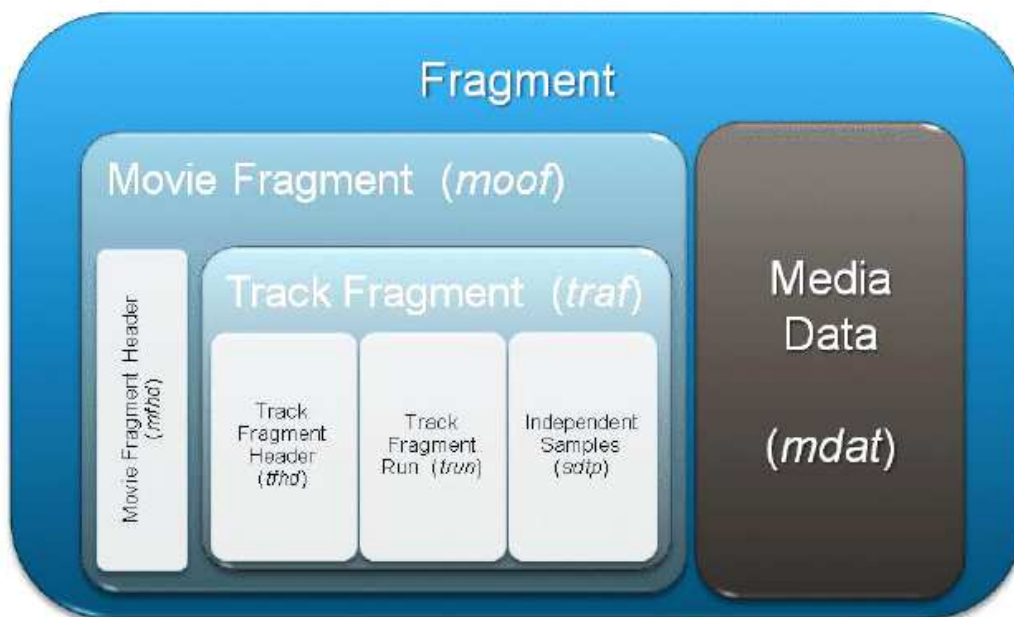 Fragment
Movie Fragment (moof)
Movie Fragment Header
(mfhd)
Track Fragment (traf)
Track
Fragment
Header
(tfhd)
Track
Fragment
Run (trun)
Independent
Samples
(sdtp)
Media
Data
(mdat)